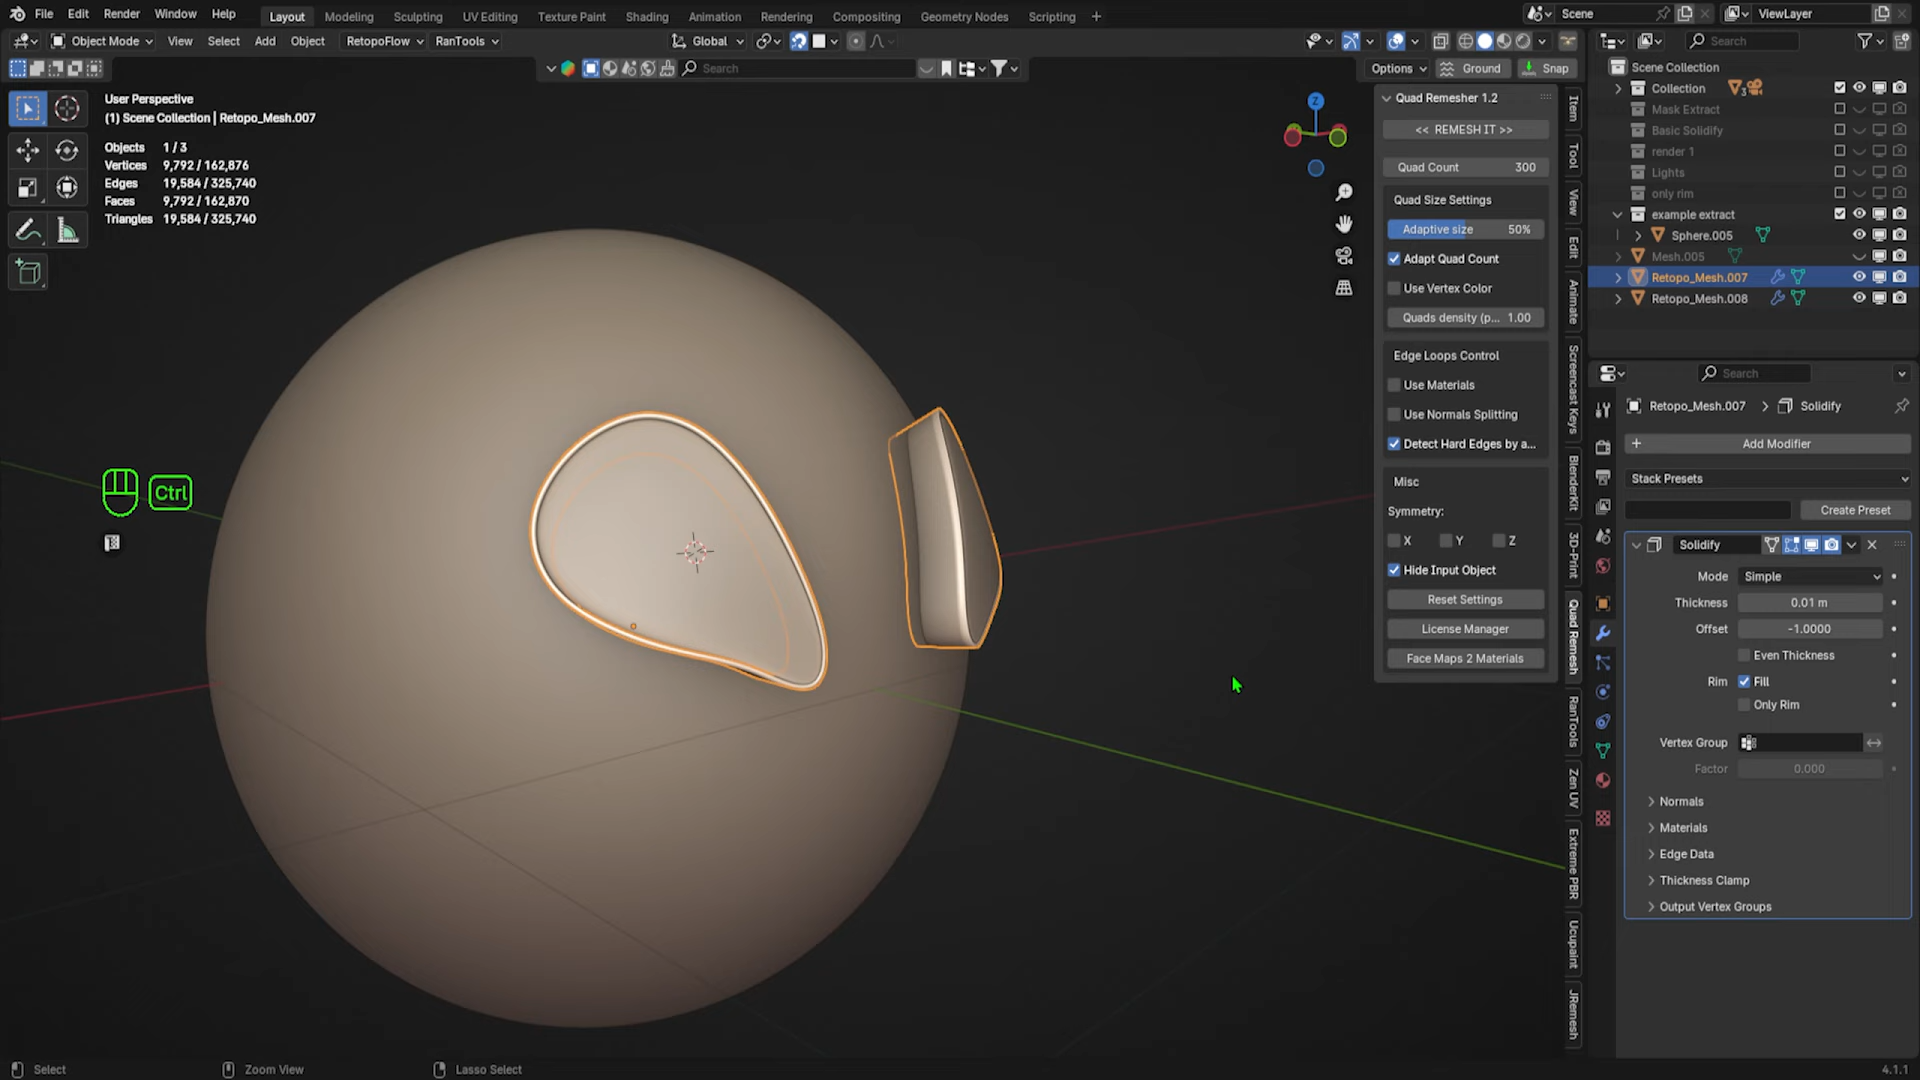 File Edit Render Window Help
Layout Modeling Sculpting UV Editing Texture Paint Shading Animation Rendering Compositing Geometry Nodes Scripting +
Scene
ViewLayer
Object Mode View Select Add Object RetopoFlow RanTools
Global
Search
Search
Options Ground Snap
User Perspective
(1) Scene Collection | Retopo_Mesh.007
Objects 1 / 3
Vertices 9,792 / 162,876
Edges 19,584 / 325,740
Faces 9,792 / 162,870
Triangles 19,584 / 325,740
Ctrl
Z
Quad Remesher 1.2
<< REMESH IT >>
Quad Count 300
Quad Size Settings
Adaptive size 50%
Adapt Quad Count
Use Vertex Color
Quads density (p... 1.00
Edge Loops Control
Use Materials
Use Normals Splitting
Detect Hard Edges by a...
Misc
Symmetry:
X Y Z
Hide Input Object
Reset Settings
License Manager
Face Maps 2 Materials
Item
Tool
View
Edit
Animate
Screencast Keys
BlenderKit
3D-Print
Quad Remesh
RanTools
Zen UV
Extreme PBR
Ucupaint
JRemesh
Scene Collection
Collection 3
Mask Extract
Basic Solidify
render 1
Lights
only rim
example extract
Sphere.005
Mesh.005
Retopo_Mesh.007
Retopo_Mesh.008
Search
Retopo_Mesh.007 > Solidify
+ Add Modifier
Stack Presets
Create Preset
Solidify
Mode Simple
Thickness 0.01 m
Offset -1.0000
Even Thickness
Rim Fill
Only Rim
Vertex Group
Factor 0.000
Normals
Materials
Edge Data
Thickness Clamp
Output Vertex Groups
Select Zoom View Lasso Select 4.1.1